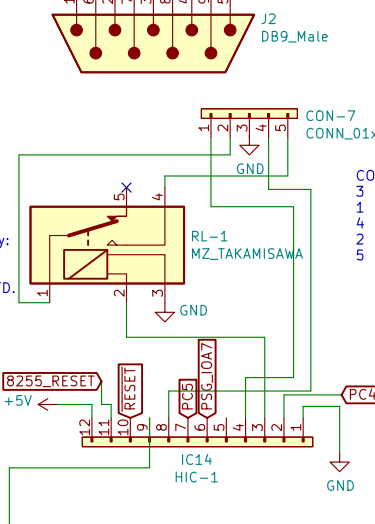 J2
DB9_Male
CON-7
CONN_01
1 2 3 4 5
GND
CO
3
1
4
2
5
5 4
y:
RL-1
MZ_TAKAMISAWA
TD.
1 2 3
GND
8255_RESET
RESET
PC5
PSG_IOA7
PC4
+5V
12 11 10 9 8 7 6 5 4 3 2 1
IC14
HIC-1
GND